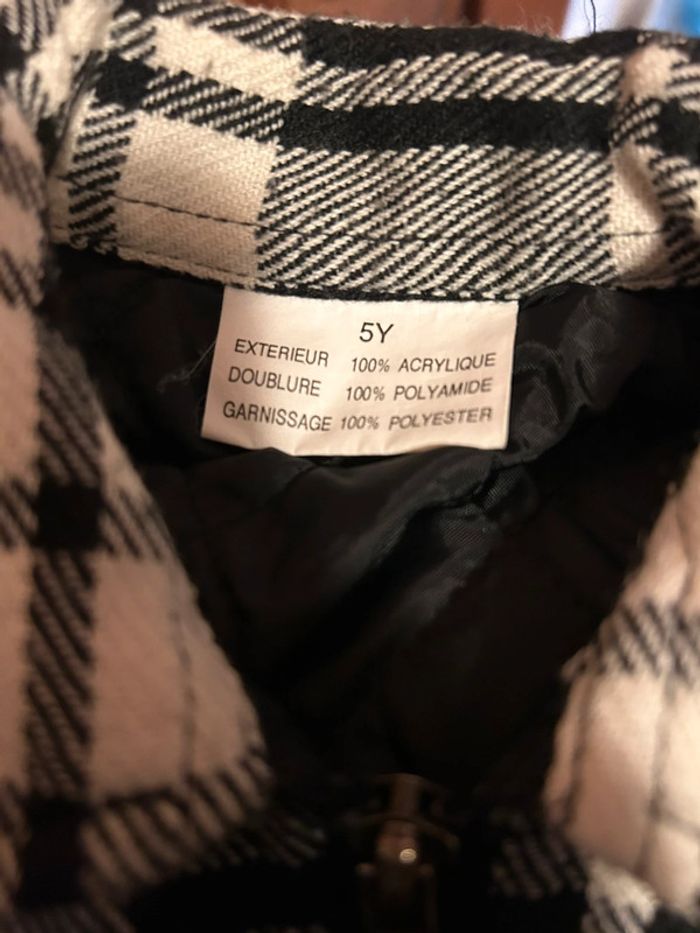 5Y
EXTERIEUR 100% ACRYLIQUE
DOUBLURE 100% POLYAMIDE
GARNISSAGE 100% POLYESTER